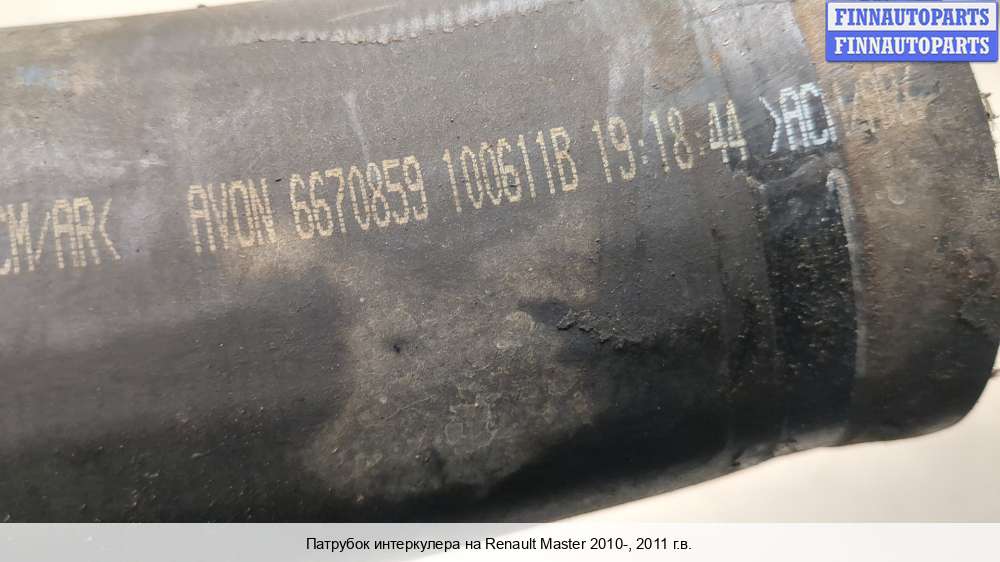 FINNAUTOPARTS
FINNAUTOPARTS
CM/AR< AVON 6670859 100611B 19:18:44 >ACM/AR<
Патрубок интеркулера на Renault Master 2010-, 2011 г.в.